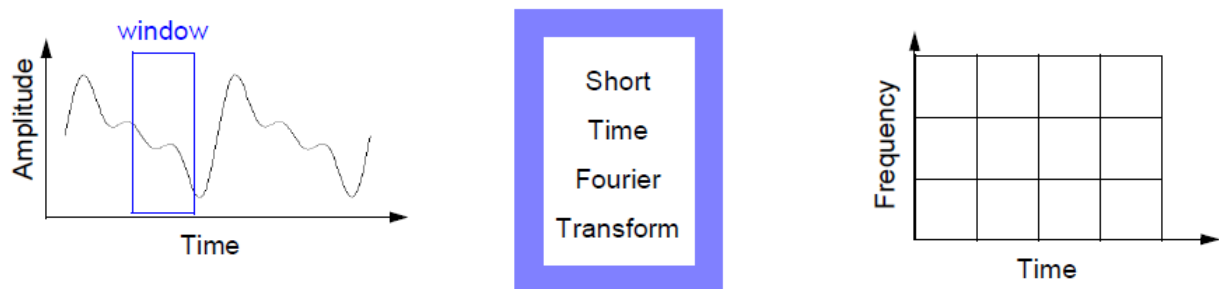 window
Amplitude
Time
Short
Time
Fourier
Transform
Frequency
Time